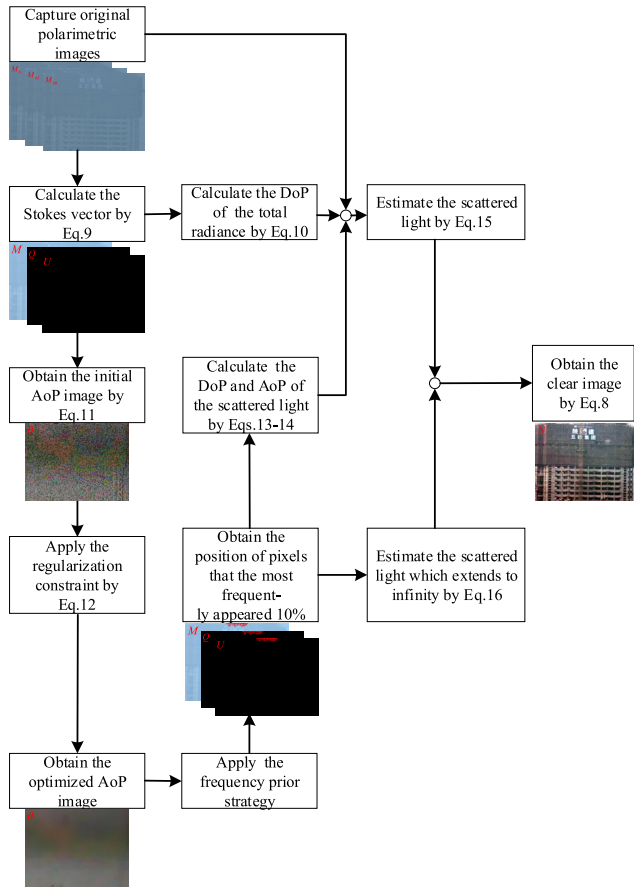 Capture original
polarimetric
images
Calculate the
Stokes vector by
Eq.9
M
Q
U
Calculate the DoP
of the total
radiance by Eq.10
Estimate the scattered
light by Eq.15
Obtain the initial
AoP image by
Eq.11
Calculate the
DoP and AoP of
the scattered light
by Eqs.13-14
Obtain the
clear image
by Eq.8
Apply the
regularization
constraint by
Eq.12
Obtain the
position of pixels
that the most
frequent-
ly appeared 10%
M
Q
U
Estimate the scattered
light which extends to
infinity by Eq.16
Obtain the
optimized AoP
image
Apply the
frequency prior
strategy